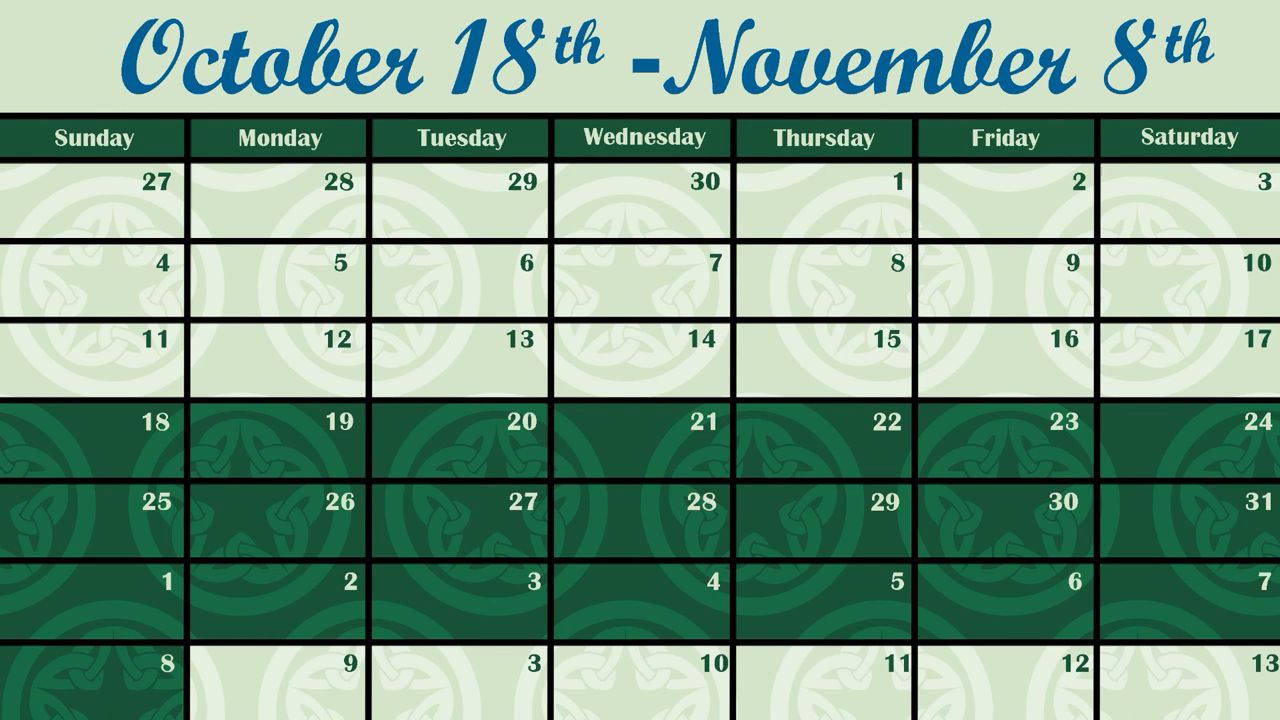 October 18th -November 8th
Sunday Monday Tuesday Wednesday Thursday Friday Saturday
27 28 29 30 1 2 3
4 5 6 7 8 9 10
11 12 13 14 15 16 17
18 19 20 21 22 23 24
25 26 27 28 29 30 31
1 2 3 4 5 6 7
8 9 3 10 11 12 13